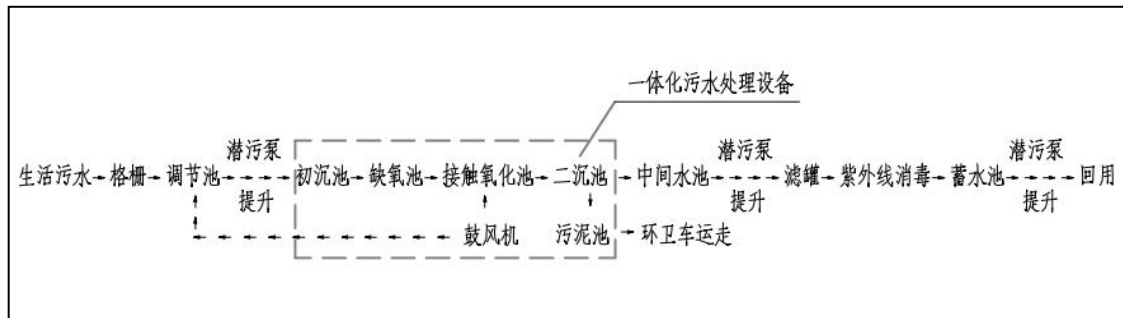 一体化污水处理设备
潜污泵 潜污泵 潜污泵
生活污水 格栅 调节池 初沉池 缺氧池 接触氧化池 二沉池 中间水池 滤罐 紫外线消毒 蓄水池 回用
提升 提升 提升
鼓风机 污泥池 环卫车运走